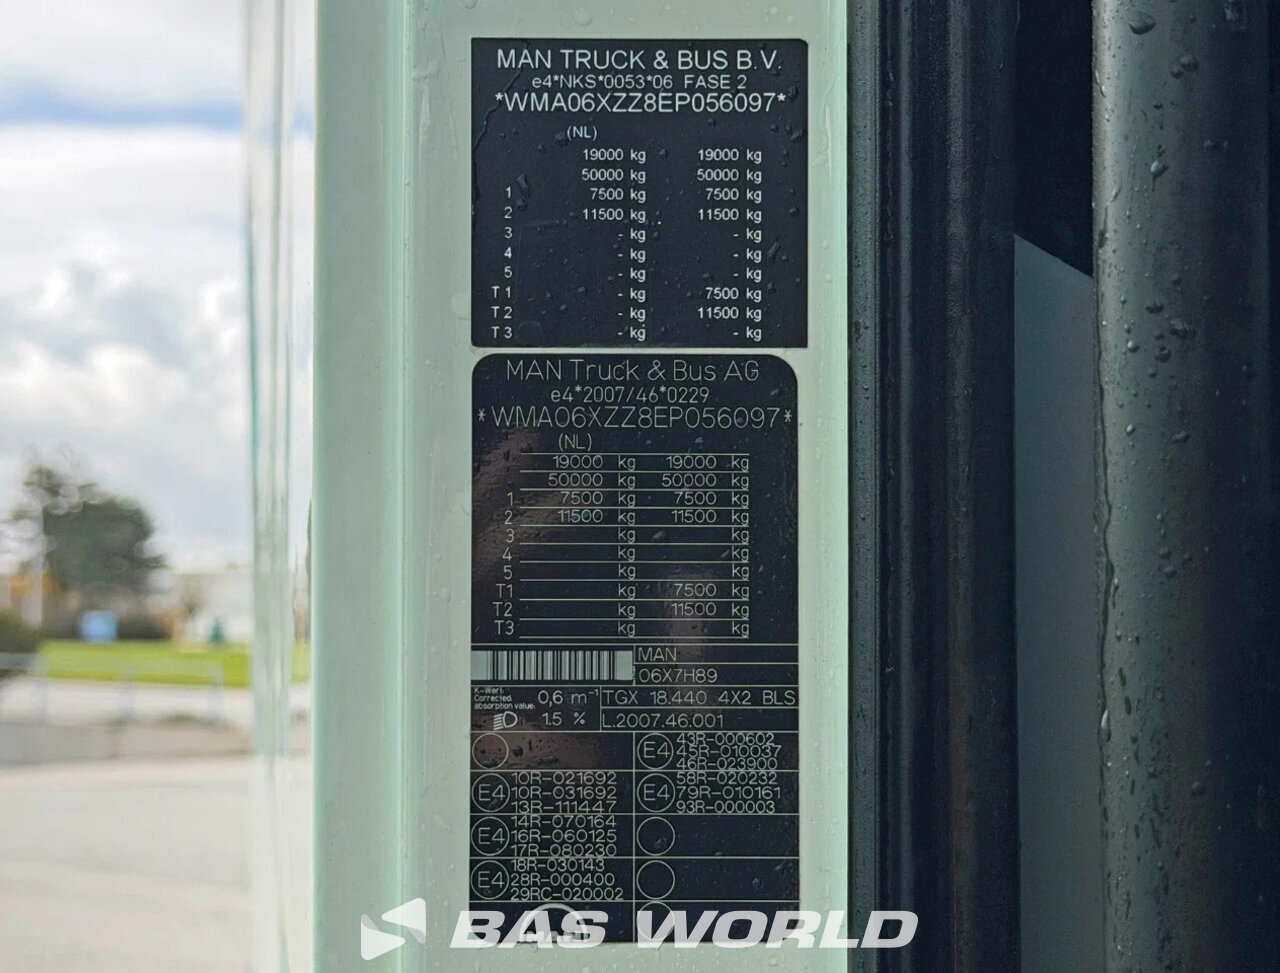 MAN TRUCK & BUS B.V.
e4*NKS*0053*06 FASE 2
*WMA06XZZ8EP056097*
(NL)
19000 kg 19000 kg
50000 kg 50000 kg
1 7500 kg 7500 kg
2 11500 kg 11500 kg
3 - kg - kg
4 - kg - kg
5 - kg - kg
T1 - kg 7500 kg
T2 - kg 11500 kg
T3 - kg - kg
MAN Truck & Bus AG
e4*2007/46*0229
*WMA06XZZ8EP056097*
(NL)
19000 kg 19000 kg
50000 kg 50000 kg
1 7500 kg 7500 kg
2 11500 kg 11500 kg
3 kg kg
4 kg kg
5 kg kg
T1 kg 7500 kg
T2 kg 11500 kg
T3 kg kg
MAN
06X7H89
K-Wert
Corrected
absorption value:
0,6 m⁻¹
TGX 18.440 4X2 BLS
1.5 %
L.2007.46.001
E4
43R-000602
45R-010037
46R-023900
E4
10R-021692
10R-031692
13R-111447
E4
58R-020232
79R-010161
93R-000003
E4
14R-070164
16R-060125
17R-080230
E4
18R-030143
28R-000400
29RC-020002
BAS WORLD